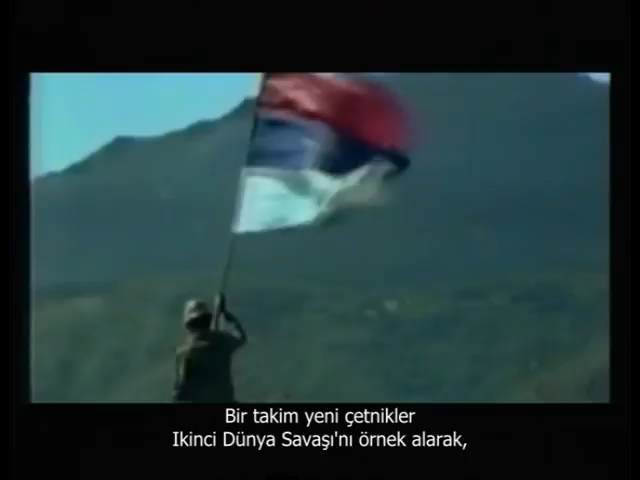 Bir takim yeni çetnikler
Ikinci Dünya Savaşı'nı örnek alarak,